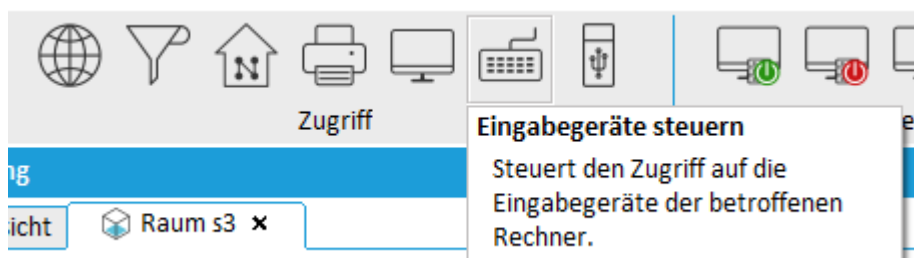 Zugriff
Eingabegeräte steuern
Steuert den Zugriff auf die
Eingabegeräte der betroffenen
Rechner.
Raum s3